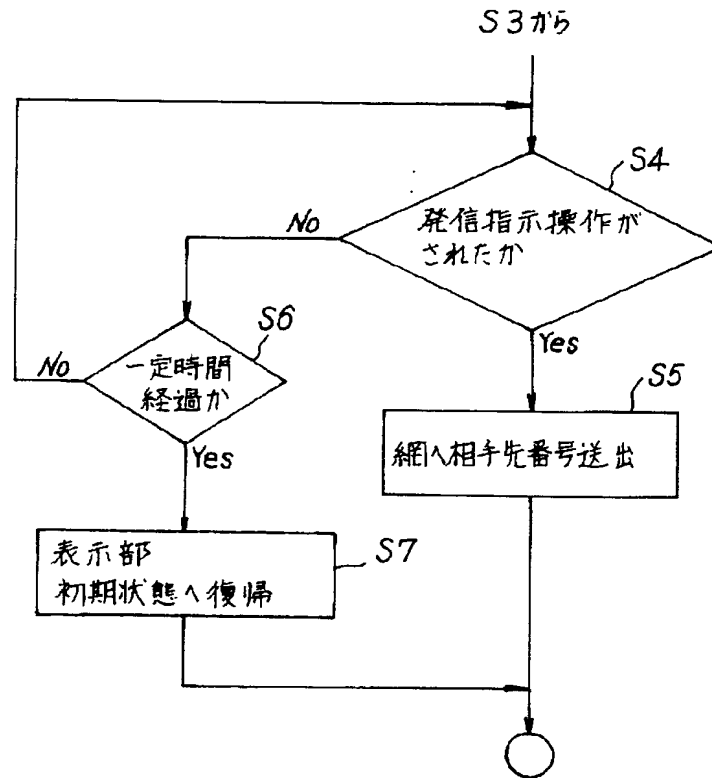 S3から
S4
発信指示操作が
されたか
No
Yes
S6
一定時間
経過か
No
Yes
S5
網へ相手先番号送出
S7
表示部
初期状態へ復帰